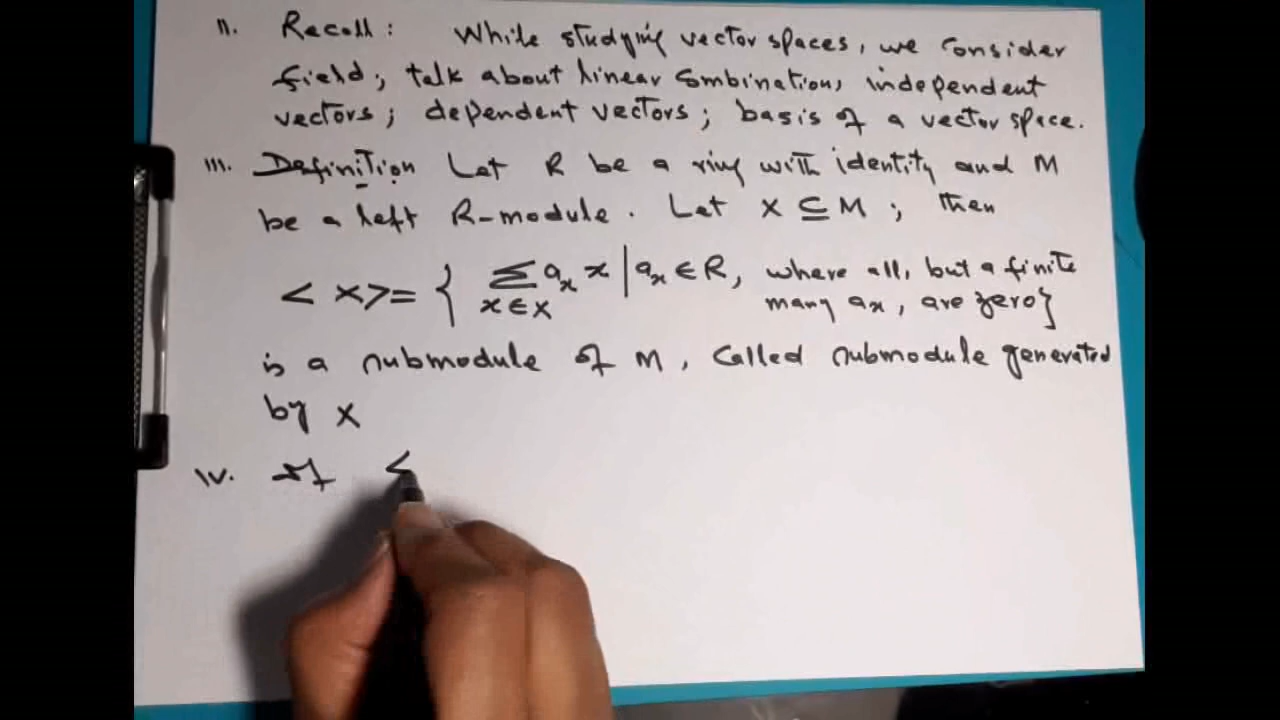 II. Recall: While studying vector spaces, we consider
field; talk about linear combination, independent
vectors; dependent vectors; basis of a vector space.
III. Definition Let R be a ring with identity and M
be a left R-module. Let X ⊆ M; then
<X> = { ∑ aₓ x | aₓ ∈ R, where all, but a finite
x∈X many aₓ, are zero}
is a submodule of M, called submodule generated
by X
IV. If <